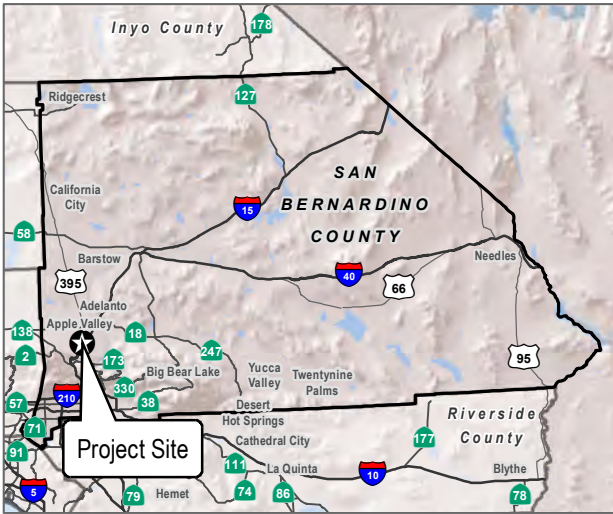 Inyo County
178
Ridgecrest
127
SAN
BERNARDINO
COUNTY
California
City
15
58
Barstow
Needles
40
395
66
Adelanto
Apple Valley
138
18
2
173
247
95
Big Bear Lake
Yucca
Valley
Twentynine
Palms
330
210
57
38
Desert
Hot Springs
Riverside
County
71
Project Site
Cathedral City
177
91
111
La Quinta
10
Blythe
5
79
Hemet
74
86
78